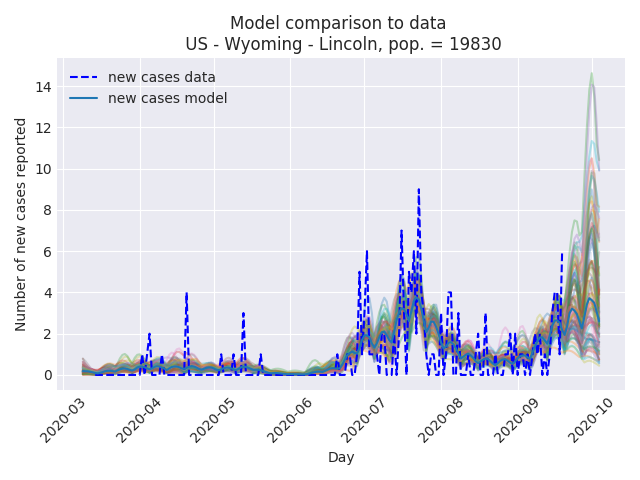 Model comparison to data
US - Wyoming - Lincoln, pop. = 19830
new cases data
new cases model
Number of new cases reported
14
12
10
8
6
4
2
0
2020-03
2020-04
2020-05
2020-06
2020-07
2020-08
2020-09
2020-10
Day